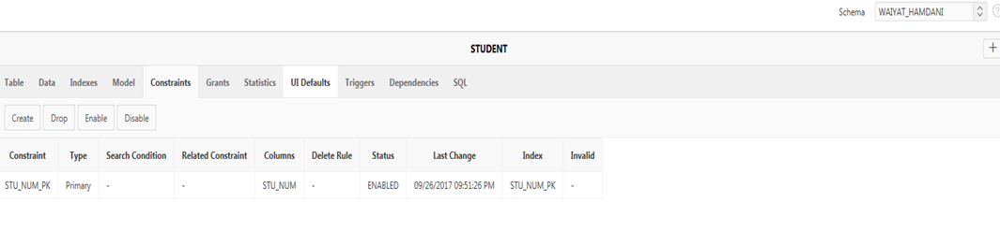 Schema WAIYAT_HAMDANI
STUDENT
Table Data Indexes Model Constraints Grants Statistics UI Defaults Triggers Dependencies SQL
Create Drop Enable Disable
Constraint Type Search Condition Related Constraint Columns Delete Rule Status Last Change Index Invalid
STU_NUM_PK Primary - - STU_NUM - ENABLED 09/26/2017 09:51:26 PM STU_NUM_PK -